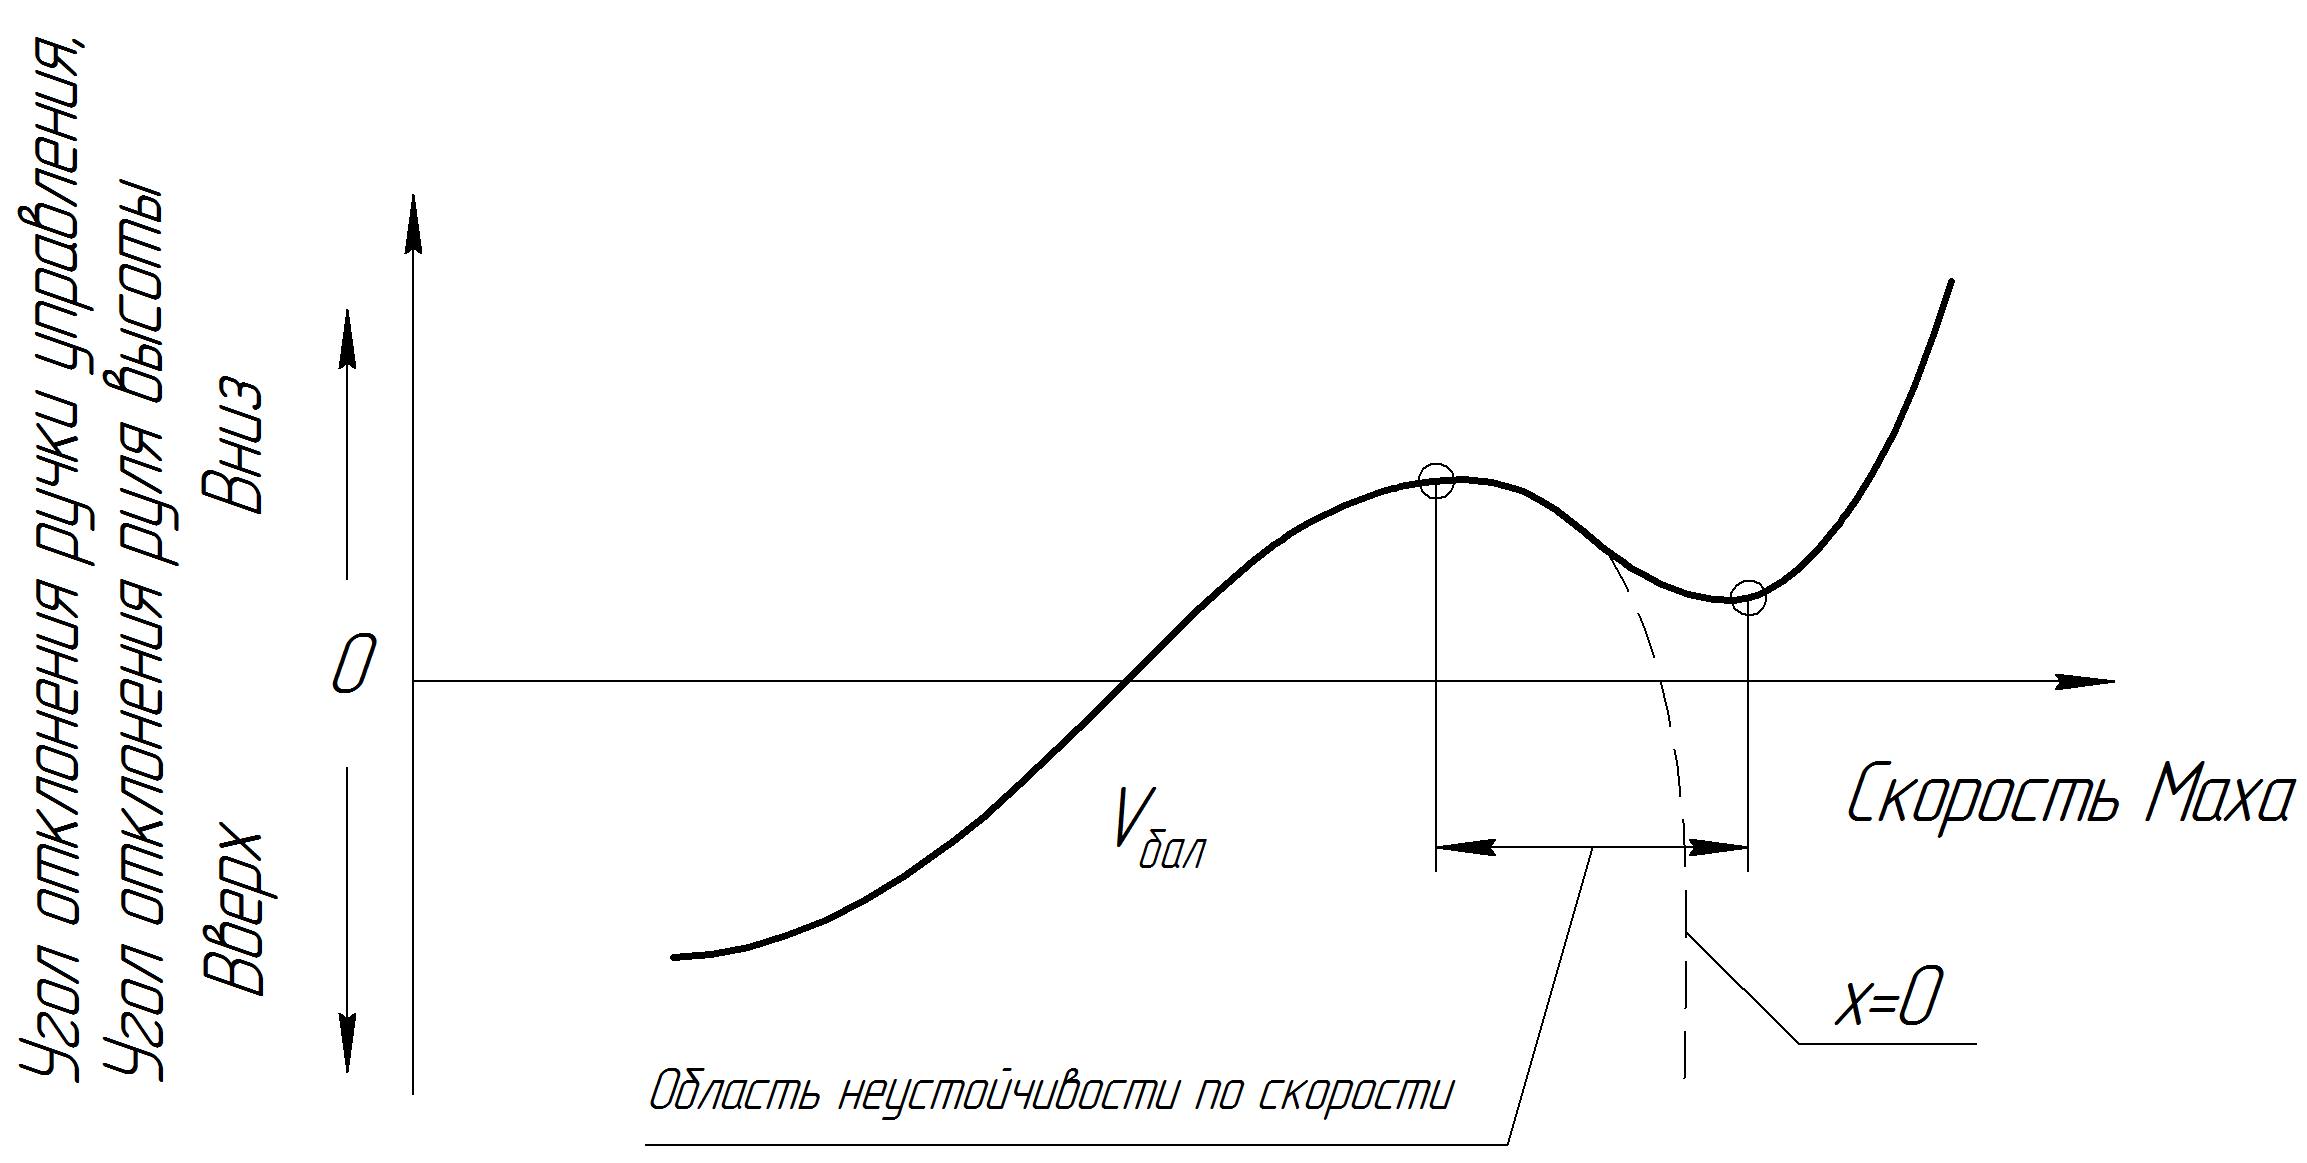 Угол отклонения ручки управления,
Угол отклонения руля высоты
Вниз
0
Вверх
Vбал
Скорость Маха
x=0
Область неустойчивости по скорости